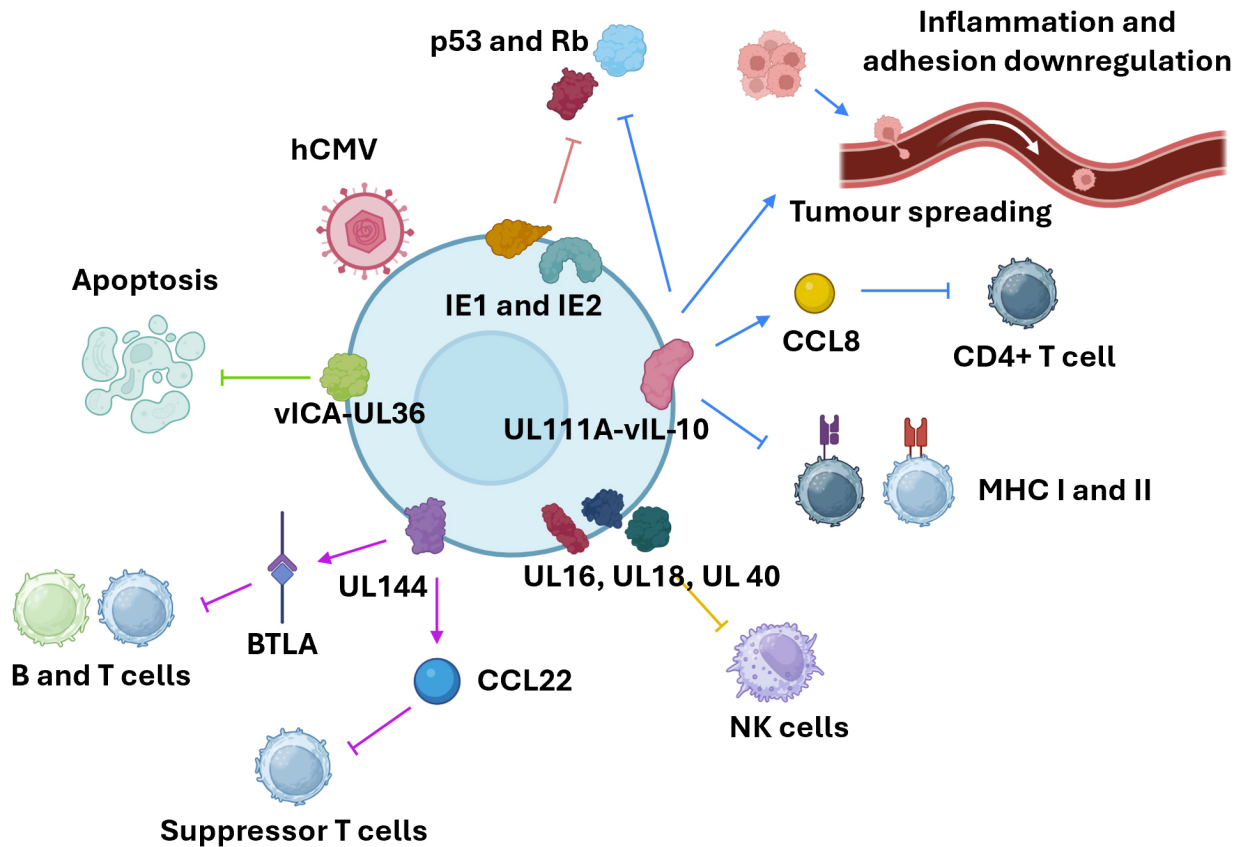 Inflammation and
adhesion downregulation
p53 and Rb
hCMV
Tumour spreading
Apoptosis
IE1 and IE2
CCL8
CD4+ T cell
vICA-UL36
UL111A-vIL-10
MHC I and II
UL144
UL16, UL18, UL 40
BTLA
B and T cells
CCL22
NK cells
Suppressor T cells